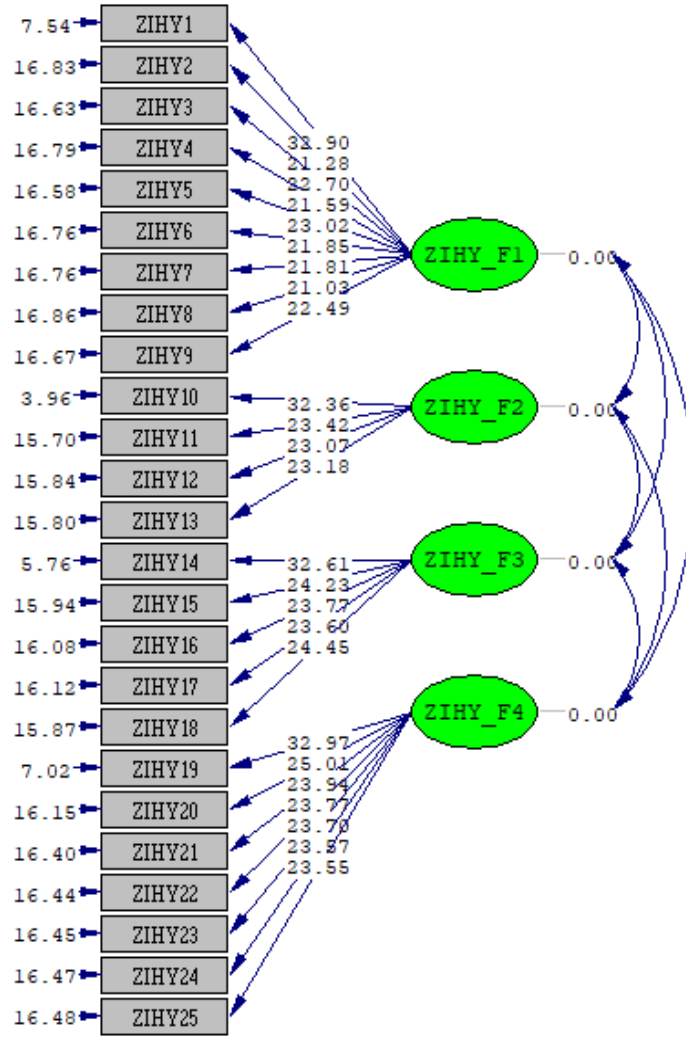 7.54 ZIHY1
16.83 ZIHY2
16.63 ZIHY3
16.79 ZIHY4
16.58 ZIHY5
16.76 ZIHY6
16.76 ZIHY7
16.86 ZIHY8
16.67 ZIHY9
3.96 ZIHY10
15.70 ZIHY11
15.84 ZIHY12
15.80 ZIHY13
5.76 ZIHY14
15.94 ZIHY15
16.08 ZIHY16
16.12 ZIHY17
15.87 ZIHY18
7.02 ZIHY19
16.15 ZIHY20
16.40 ZIHY21
16.44 ZIHY22
16.45 ZIHY23
16.47 ZIHY24
16.48 ZIHY25
32.90
21.28
22.70
21.59
23.02
21.85
21.81
21.03
22.49
32.36
23.42
23.07
23.18
32.61
24.23
23.77
23.60
24.45
32.97
25.01
23.94
23.77
23.70
23.57
23.55
ZIHY_F1 0.00
ZIHY_F2 0.00
ZIHY_F3 0.00
ZIHY_F4 0.00